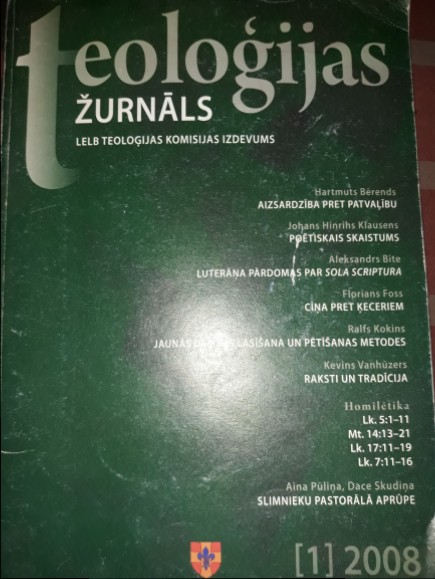 teoloģijas
ŽURNĀLS
LELB TEOLOĢIJAS KOMISIJAS IZDEVUMS
Hartmuts Bērends
AIZSARDZĪBA PRET PATVAĻĪBU
Johans Hinrihs Klausens
POĒTISKAIS SKAISTUMS
Aleksandrs Bite
LUTERĀŅA PĀRDOMAS PAR SOLA SCRIPTURA
Florians Foss
CĪŅA PRET ĶECERIEM
Ralfs Kokins
JAUNĀS LASĪŠANA UN PĒTĪŠANAS METODES
Kevins Vanhūzers
RAKSTI UN TRADĪCIJA
Homilētika
Lk. 5:1–11
Mt. 14:13–21
Lk. 17:11–19
Lk. 7:11–16
Aina Pūliņa, Dace Skudiņa
SLIMNIEKU PASTORĀLĀ APRŪPE
[1] 2008